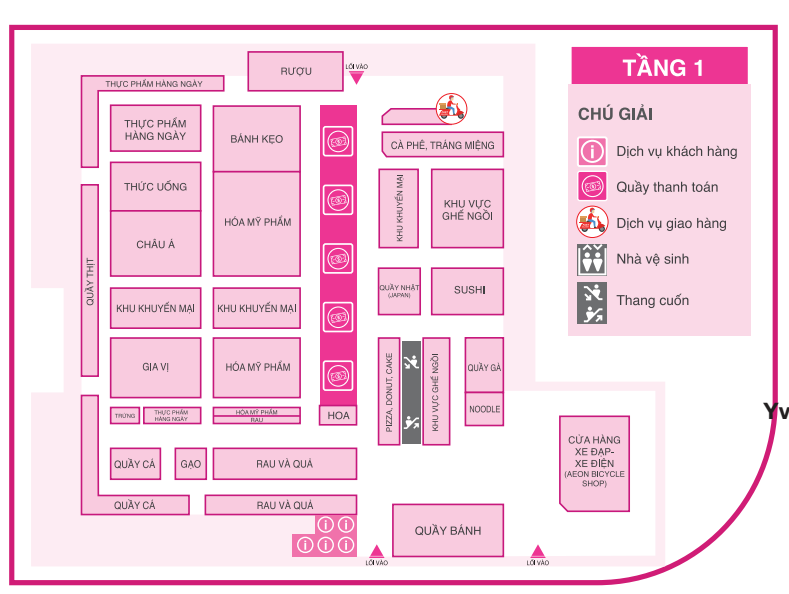 TẦNG 1
CHÚ GIẢI
Dịch vụ khách hàng
Quầy thanh toán
Dịch vụ giao hàng
Nhà vệ sinh
Thang cuốn
RƯỢU
LỐI VÀO
THỰC PHẨM HÀNG NGÀY
THỰC PHẨM
HÀNG NGÀY
BÁNH KẸO
CÀ PHÊ, TRÁNG MIỆNG
THỨC UỐNG
HÓA MỸ PHẨM
KHU KHUYẾN MẠI
KHU VỰC
GHẾ NGỒI
CHÂU Á
QUẦY THỊT
QUẦY NHẬT
(JAPAN)
SUSHI
KHU KHUYẾN MẠI
KHU KHUYẾN MẠI
GIA VỊ
HÓA MỸ PHẨM
PIZZA, DONUT, CAKE
KHU VỰC GHẾ NGỒI
QUẦY GÀ
NOODLE
TRỨNG
THỰC PHẨM
HÀNG NGÀY
HÓA MỸ PHẨM
RAU
HOA
Yv
CỬA HÀNG
XE ĐẠP-
XE ĐIỆN
(AEON BICYCLE
SHOP)
QUẦY CÁ
GẠO
RAU VÀ QUẢ
QUẦY CÁ
RAU VÀ QUẢ
QUẦY BÁNH
LỐI VÀO
LỐI VÀO